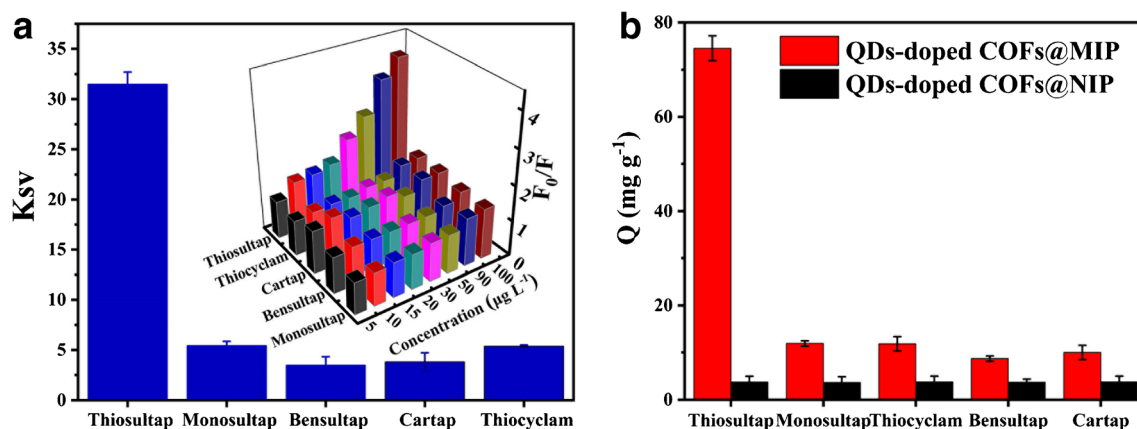 a
Ksv
35
30
25
20
15
10
5
0
Thiosultap Monosultap Bensultap Cartap Thiocyclam
F₀/F
4
3
2
1
0
Thiosultap
Thiocyclam
Cartap
Bensultap
Monosultap
5 10 15 20 30 50 90 100
Concentration (µg L⁻¹)
b
Q (mg g⁻¹)
80
60
40
20
0
QDs-doped COFs@MIP
QDs-doped COFs@NIP
Thiosultap Monosultap Thiocyclam Bensultap Cartap